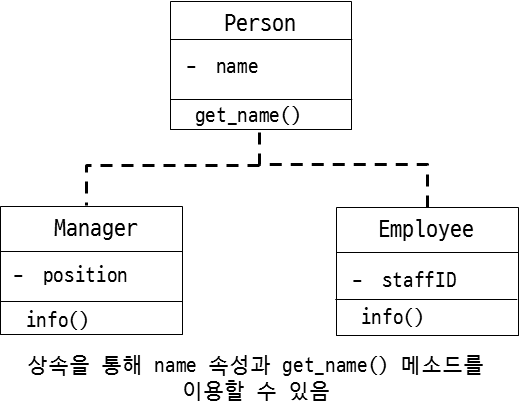 Person
- name
get_name()
Manager
- position
info()
Employee
- staffID
info()
상속을 통해 name 속성과 get_name() 메소드를
이용할 수 있음